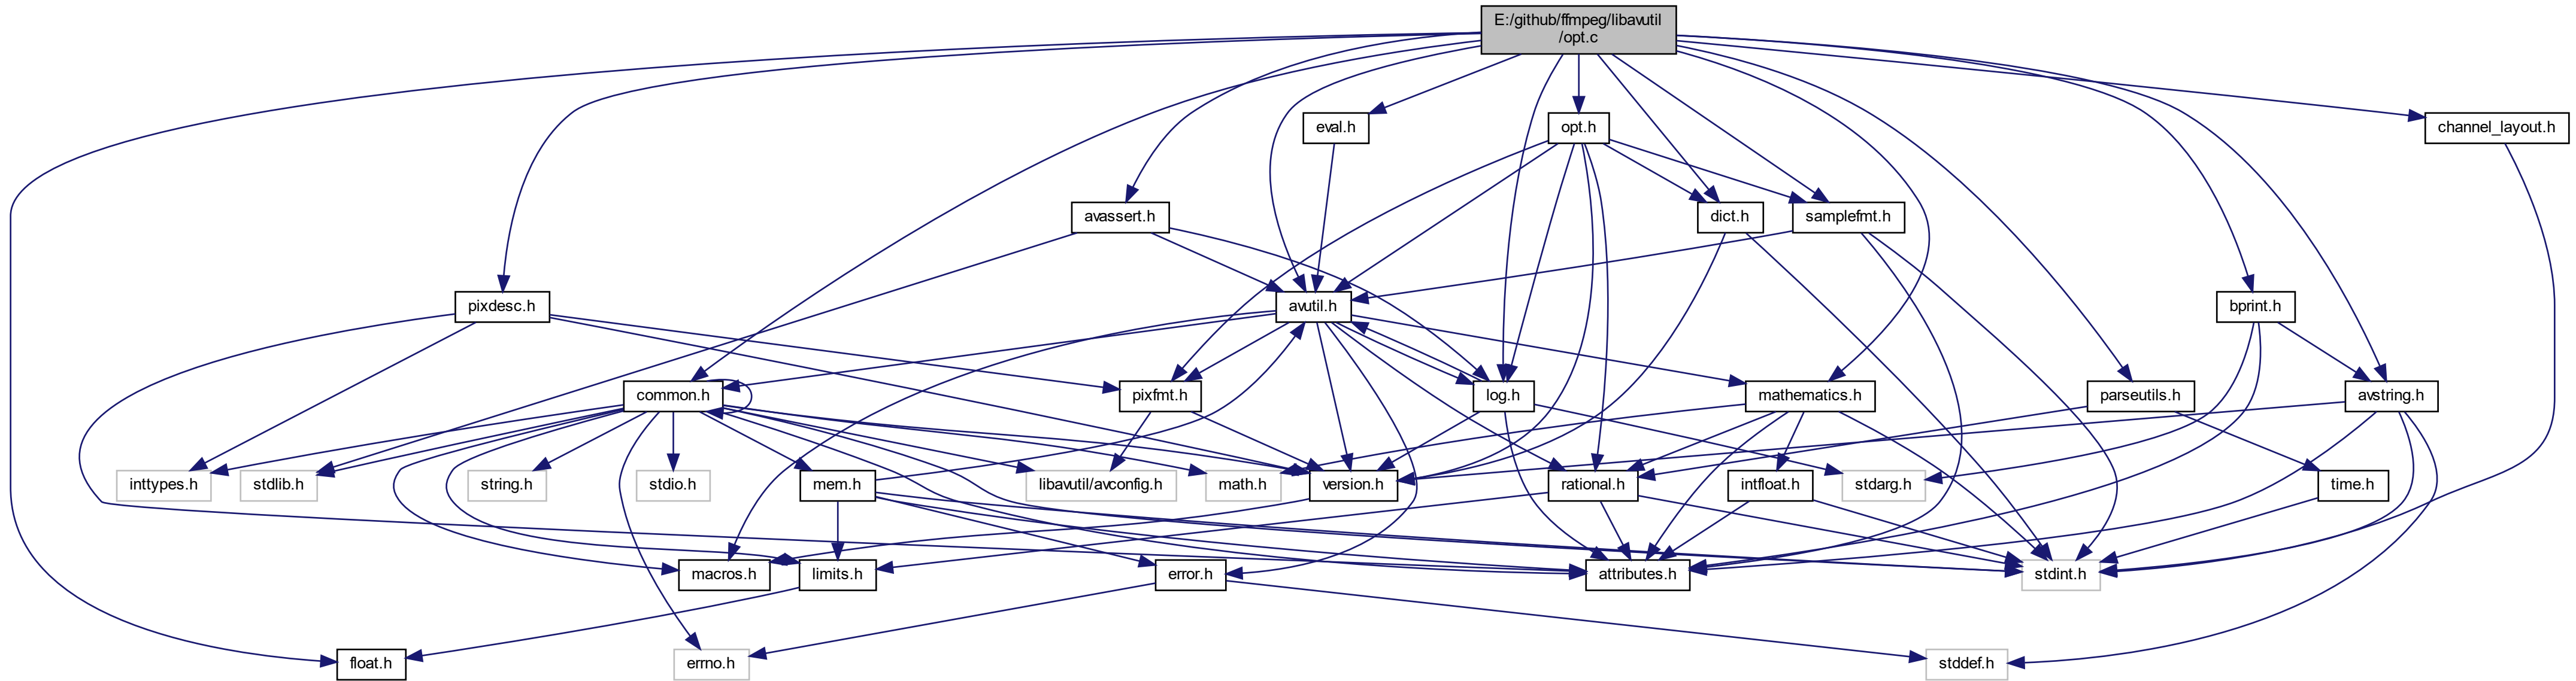 E:/github/ffmpeg/libavutil
/opt.c
eval.h
opt.h
channel_layout.h
avassert.h
dict.h
samplefmt.h
pixdesc.h
avutil.h
bprint.h
common.h
pixfmt.h
log.h
mathematics.h
parseutils.h
avstring.h
inttypes.h
stdlib.h
string.h
stdio.h
mem.h
libavutil/avconfig.h
math.h
version.h
rational.h
intfloat.h
stdarg.h
time.h
macros.h
limits.h
error.h
attributes.h
stdint.h
float.h
errno.h
stddef.h